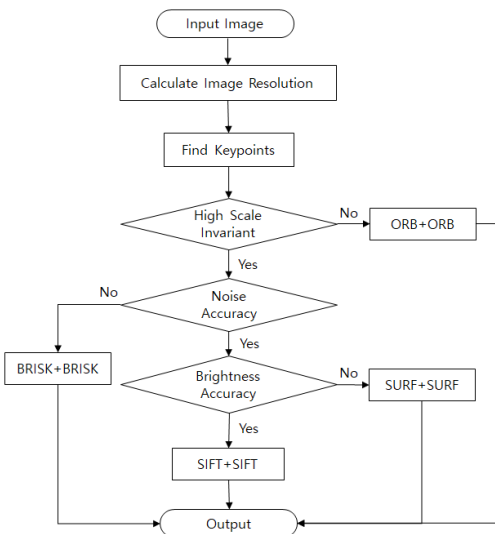 Input Image
Calculate Image Resolution
Find Keypoints
High Scale
Invariant
No
ORB+ORB
Yes
No
Noise
Accuracy
Yes
BRISK+BRISK
Brightness
Accuracy
No
SURF+SURF
Yes
SIFT+SIFT
Output